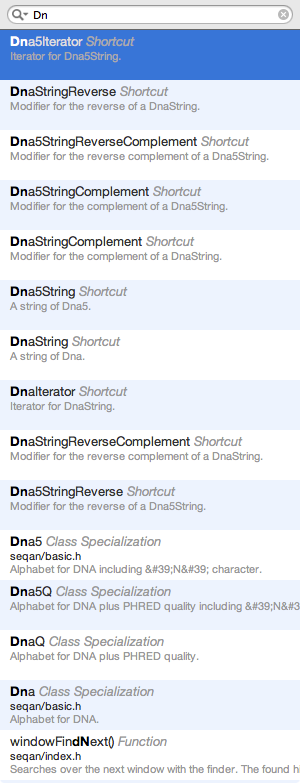 Dn
Dna5Iterator Shortcut
Iterator for Dna5String.
DnaStringReverse Shortcut
Modifier for the reverse of a DnaString.
Dna5StringReverseComplement Shortcut
Modifier for the reverse complement of a Dna5String.
Dna5StringComplement Shortcut
Modifier for the complement of a Dna5String.
DnaStringComplement Shortcut
Modifier for the complement of a DnaString.
Dna5String Shortcut
A string of Dna5.
DnaString Shortcut
A string of Dna.
DnaIterator Shortcut
Iterator for DnaString.
DnaStringReverseComplement Shortcut
Modifier for the reverse complement of a DnaString.
Dna5StringReverse Shortcut
Modifier for the reverse of a Dna5String.
Dna5 Class Specialization
seqan/basic.h
Alphabet for DNA including &#39;N&#39; character.
Dna5Q Class Specialization
Alphabet for DNA plus PHRED quality including &#39;N&#3
DnaQ Class Specialization
Alphabet for DNA plus PHRED quality.
Dna Class Specialization
seqan/basic.h
Alphabet for DNA.
windowFindNext() Function
seqan/index.h
Searches over the next window with the finder. The found h